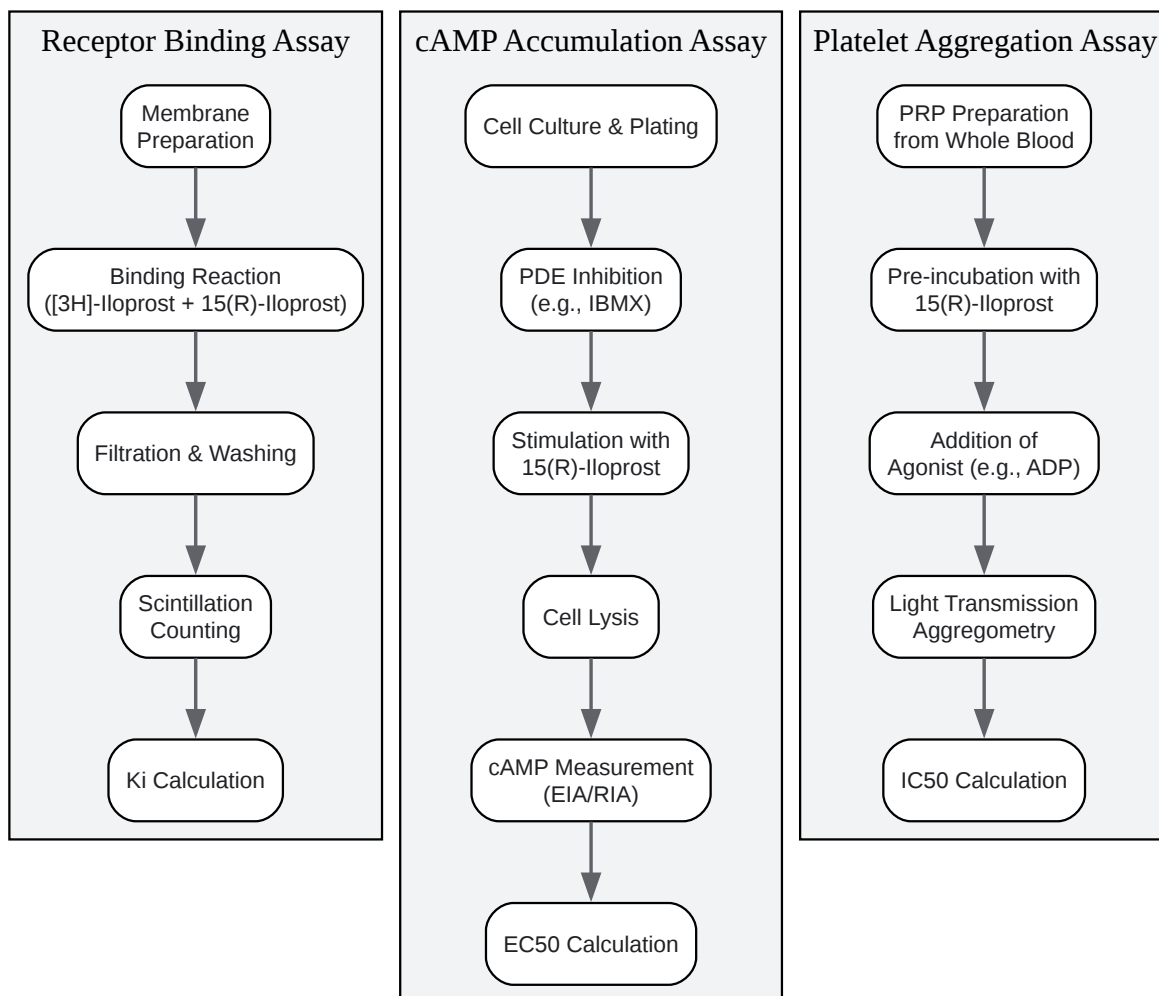 Receptor Binding Assay
Membrane
Preparation
Binding Reaction
([3H]-Iloprost + 15(R)-Iloprost)
Filtration & Washing
Scintillation
Counting
Ki Calculation
cAMP Accumulation Assay
Cell Culture & Plating
PDE Inhibition
(e.g., IBMX)
Stimulation with
15(R)-Iloprost
Cell Lysis
cAMP Measurement
(EIA/RIA)
EC50 Calculation
Platelet Aggregation Assay
PRP Preparation
from Whole Blood
Pre-incubation with
15(R)-Iloprost
Addition of
Agonist (e.g., ADP)
Light Transmission
Aggregometry
IC50 Calculation